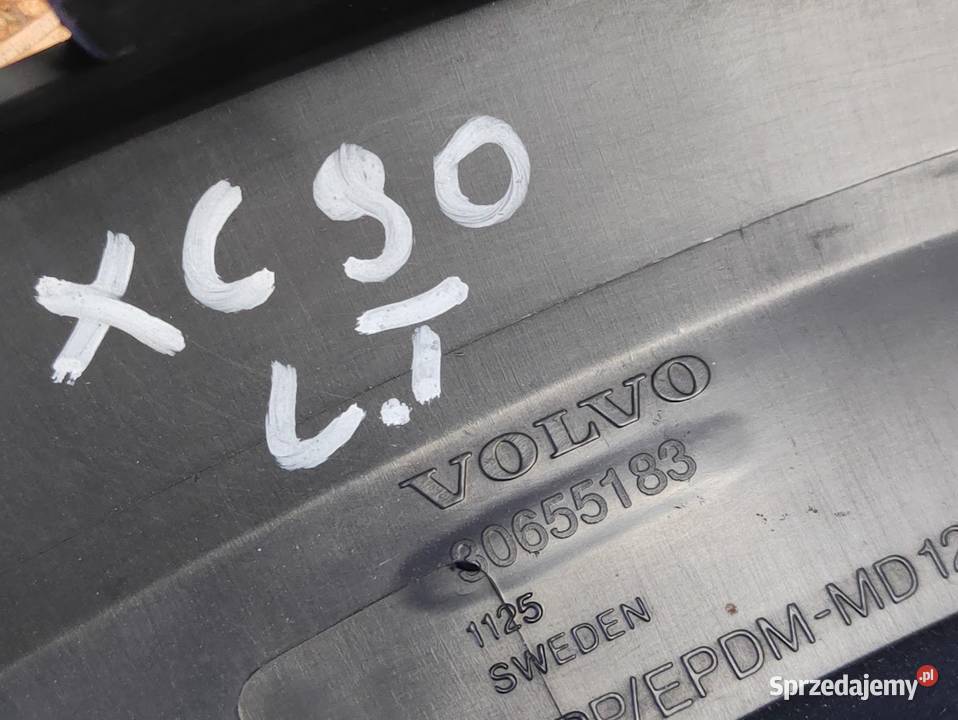 XC90
L.T
VOLVO
30655183
1125
SWEDEN
PP/EPDM-MD12
Sprzedajemy.pl